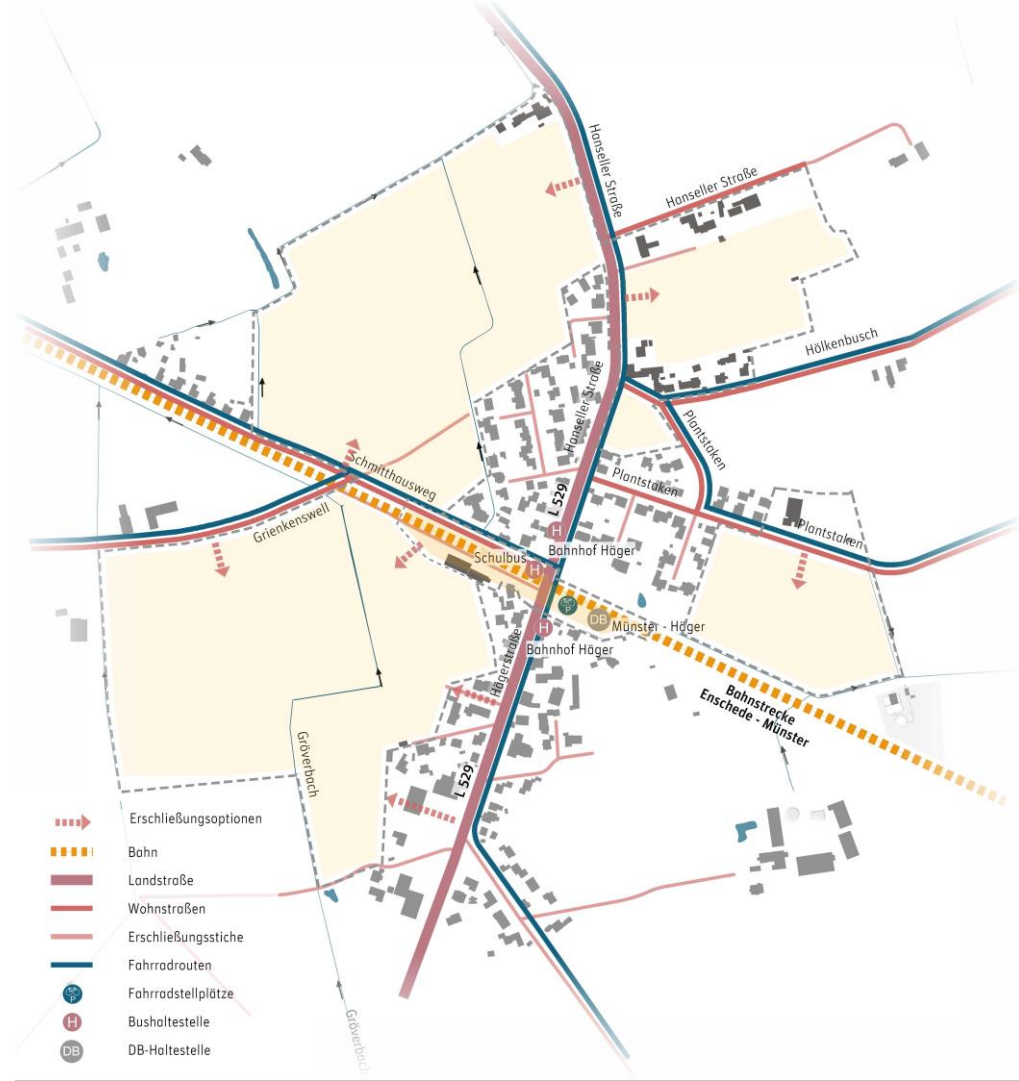 Hanseller Straße
Hanseller Straße
Hölkenbusch
Hanseller Straße
Plantstaken
Schmitthausweg
Plantstaken
L 529
Grienkenswell
Plantstaken
H
Bahnhof Häger
Schulbus
H
P
DB
Münster - Häger
H
Bahnhof Häger
Hägerstraße
Bahnstrecke
Enschede - Münster
Gröverbach
L 529
Erschließungsoptionen
Bahn
Landstraße
Wohnstraßen
Erschließungsstiche
Fahrradrouten
P
Fahrradstellplätze
H
Bushaltestelle
DB
DB-Haltestelle
Gröverbach